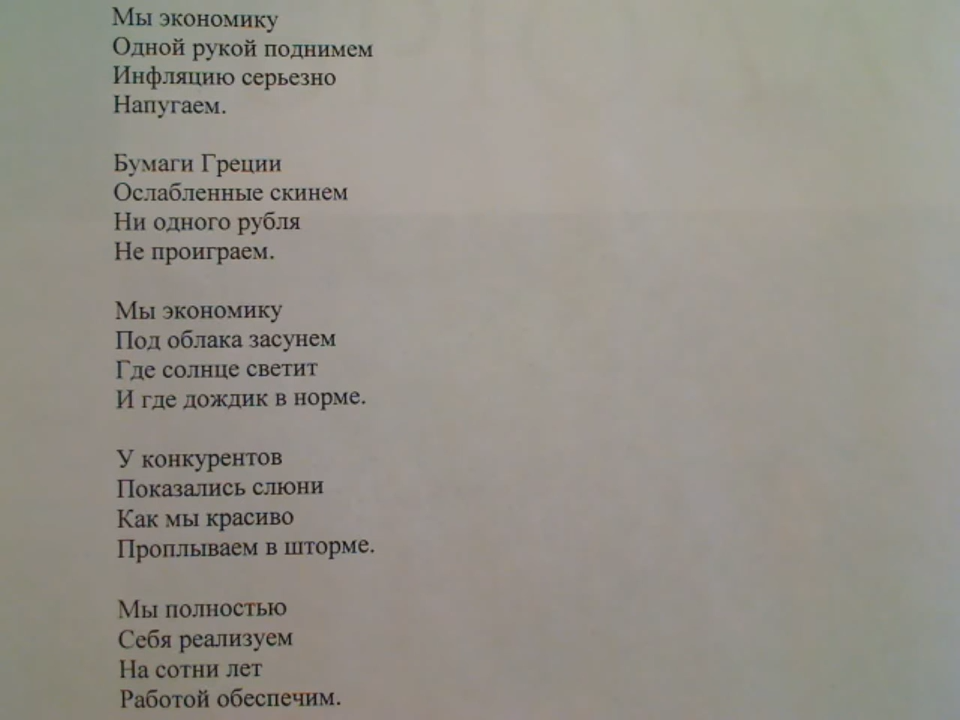 Мы экономику
Одной рукой поднимем
Инфляцию серьезно
Напугаем.
Бумаги Греции
Ослабленные скинем
Ни одного рубля
Не проиграем.
Мы экономику
Под облака засунем
Где солнце светит
И где дождик в норме.
У конкурентов
Показались слюни
Как мы красиво
Проплываем в шторме.
Мы полностью
Себя реализуем
На сотни лет
Работой обеспечим.